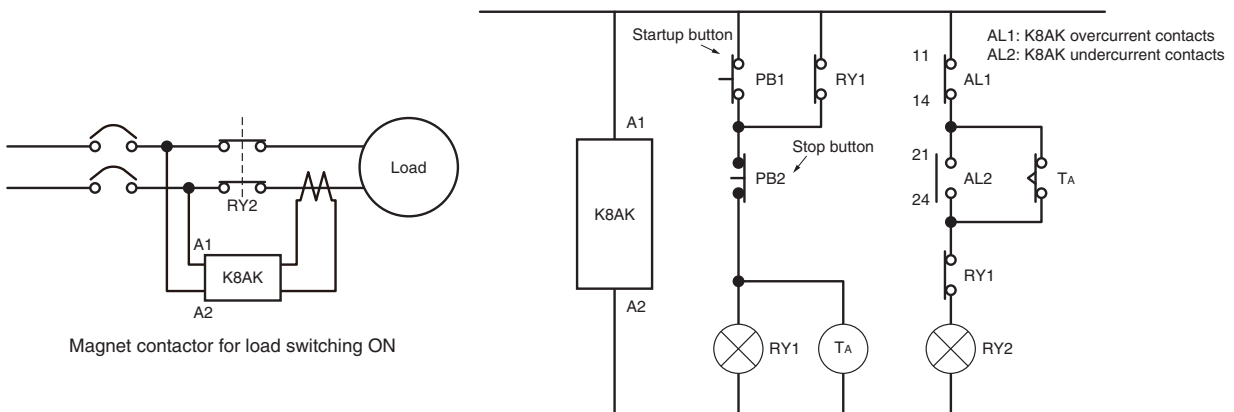 Load
RY2
A1
K8AK
A2
Magnet contactor for load switching ON
A1
K8AK
A2
Startup button
PB1
RY1
Stop button
PB2
RY1
TA
AL1: K8AK overcurrent contacts
AL2: K8AK undercurrent contacts
11
AL1
14
21
AL2
24
TA
RY1
RY2